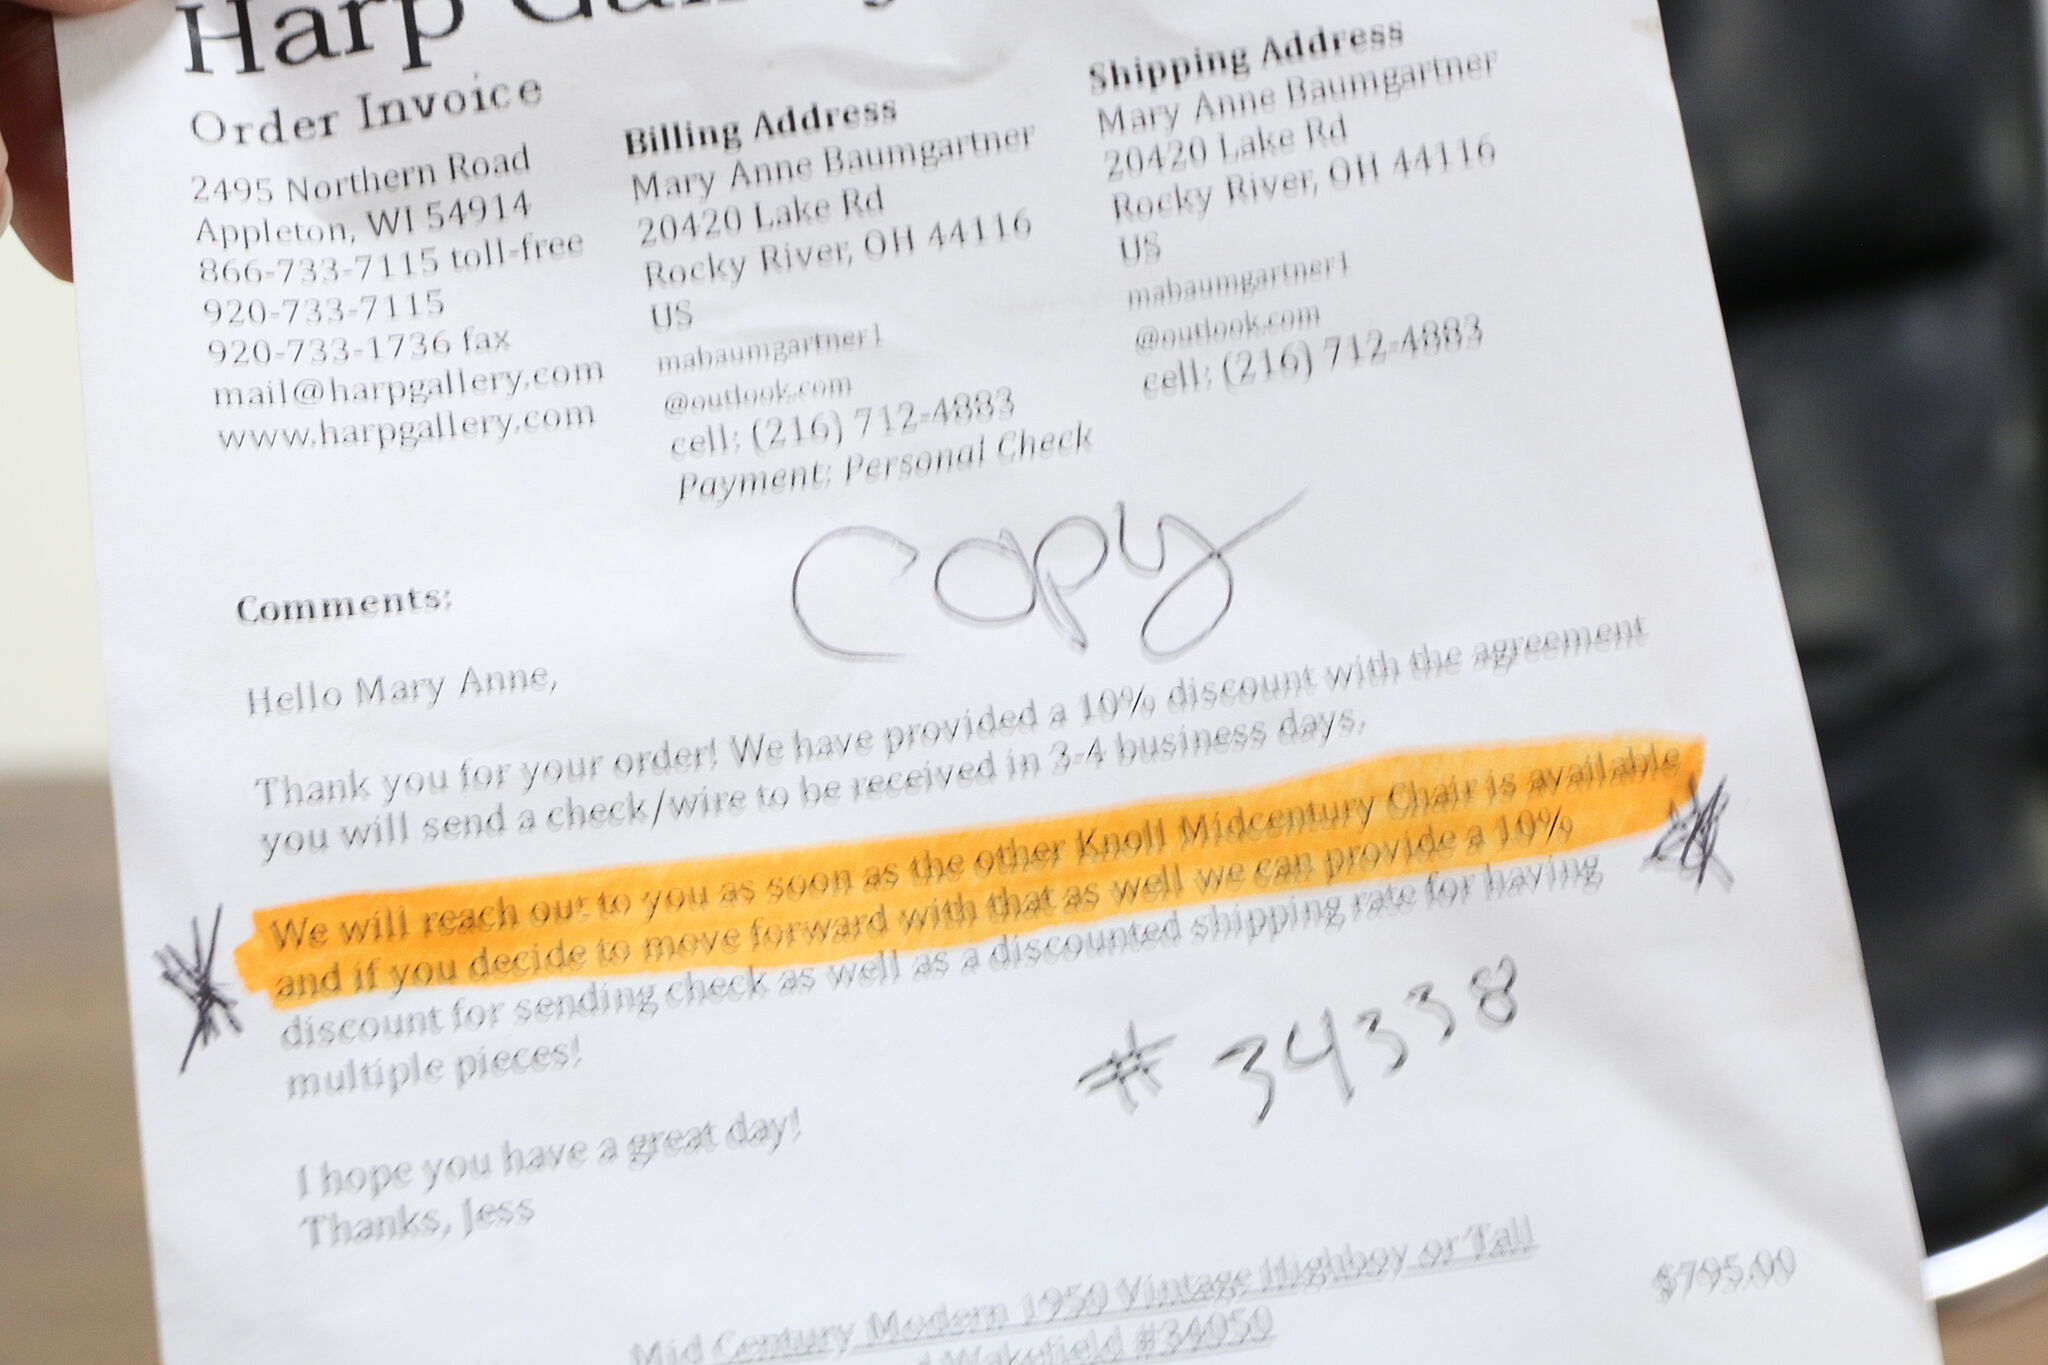 Harp
Order Invoice
2495 Northern Road
Appleton, WI 54914
866-733-7115 toll-free
920-733-7115
920-733-1736 fax
mail@harpgallery.com
www.harpgallery.com
Billing Address
Mary Anne Baumgartner
20420 Lake Rd
Rocky River, OH 44116
US
mabaumgartner1
@outlook.com
cell: (216) 712-4883
Payment: Personal Check
Shipping Address
Mary Anne Baumgartner
20420 Lake Rd
Rocky River, OH 44116
US
mabaumgartner1
@outlook.com
cell: (216) 712-4883
Copy
Comments:
Hello Mary Anne,
Thank you for your order! We have provided a 10% discount with the agreement
you will send a check/wire to be received in 3-4 business days.
We will reach out to you as soon as the other Knoll Midcentury Chair is available
and if you decide to move forward with that as well we can provide a 10%
discount for sending check as well as a discounted shipping rate for having
multiple pieces!
# 34338
I hope you have a great day!
Thanks, Jess
Mid Century Modern 1950 Vintage Highboy or Tall
$795.00
Wakefield #34050